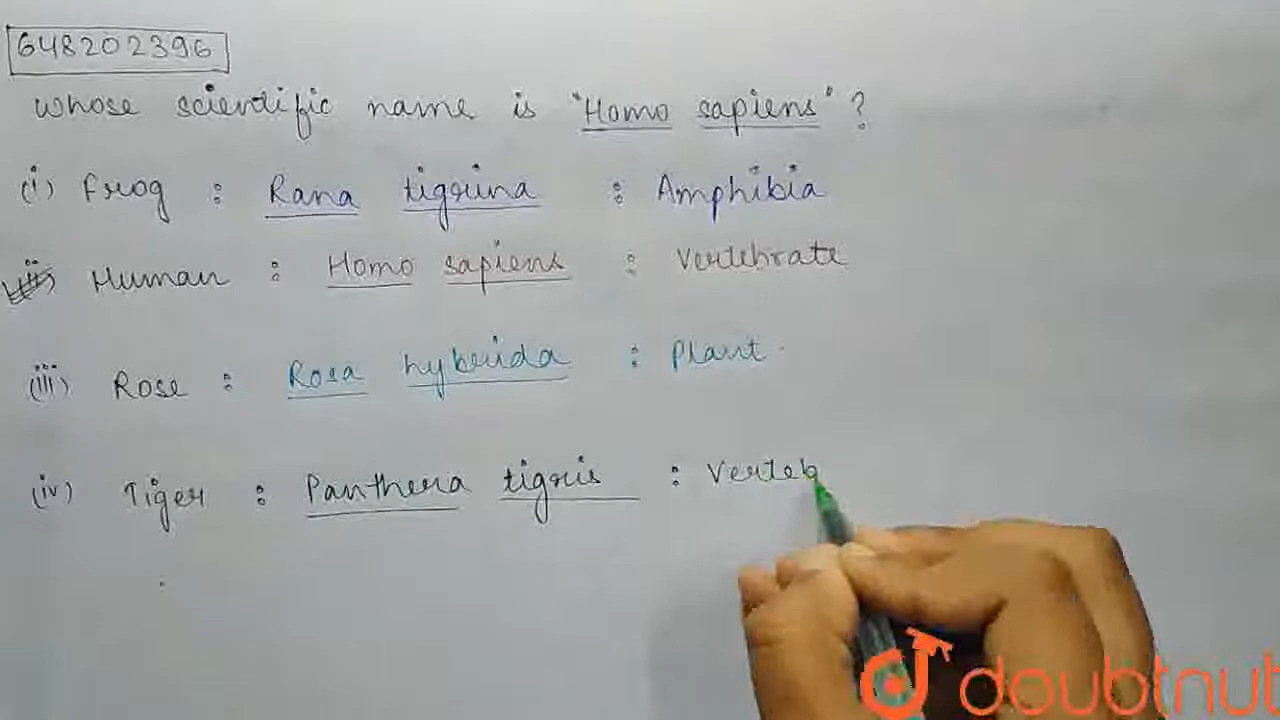 648202396
Whose scientific name is "Homo sapiens" ?
(i) Frog : Rana tigrina : Amphibia
(ii) Human : Homo sapiens : Vertebrate
(iii) Rose : Rosa hybrida : Plant
(iv) Tiger : Panthera tigris : Verteb
doubtnut